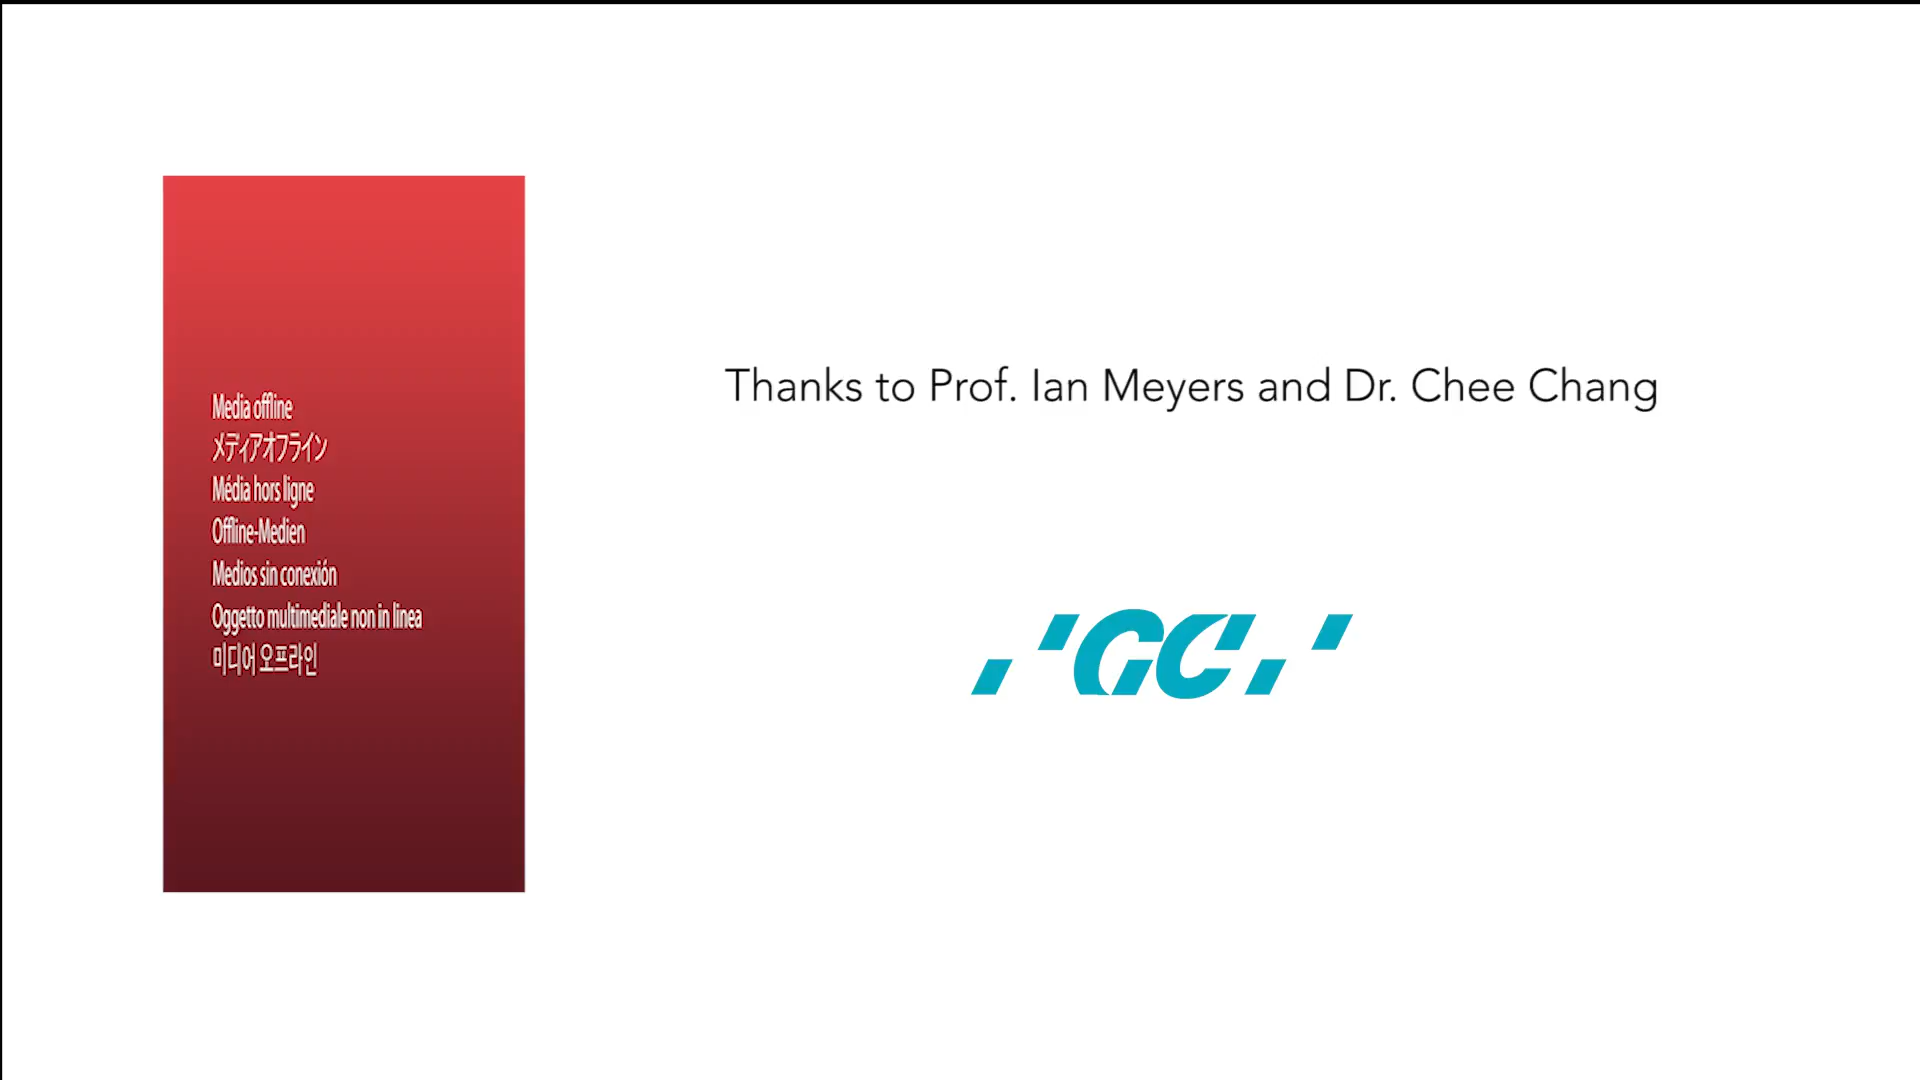 Media offline
メディアオフライン
Média hors ligne
Offline-Medien
Medios sin conexión
Oggetto multimediale non in linea
미디어 오프라인
Thanks to Prof. Ian Meyers and Dr. Chee Chang
GC